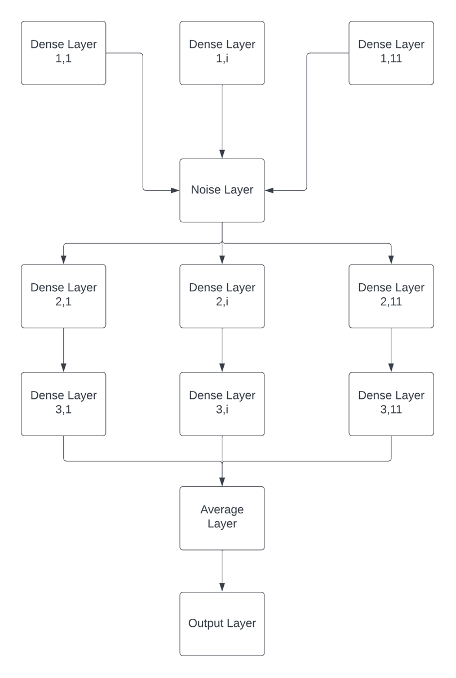 Dense Layer
1,1
Dense Layer
1,i
Dense Layer
1,11
Noise Layer
Dense Layer
2,1
Dense Layer
2,i
Dense Layer
2,11
Dense Layer
3,1
Dense Layer
3,i
Dense Layer
3,11
Average
Layer
Output Layer